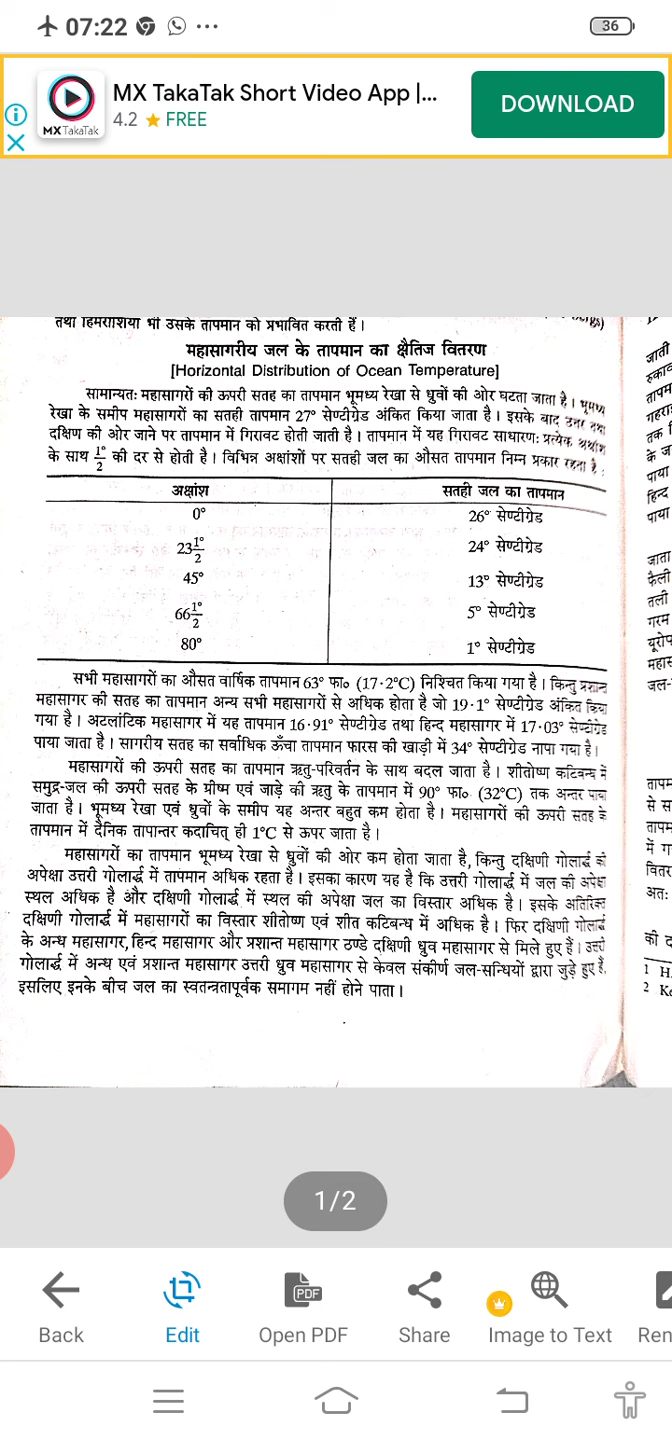 07:22 ···
36
MX TakaTak Short Video App |...
4.2 ★ FREE
MX TakaTak
DOWNLOAD
तथा हिमराशियाँ भी उसके तापमान को प्रभावित करती हैं।
महासागरीय जल के तापमान का क्षैतिज वितरण
[Horizontal Distribution of Ocean Temperature]
सामान्यतः महासागरों की ऊपरी सतह का तापमान भूमध्य रेखा से ध्रुवों की ओर घटता जाता है। भूमध्य
रेखा के समीप महासागरों का सतही तापमान 27° सेण्टीग्रेड अंकित किया जाता है। इसके बाद उत्तर तथा
दक्षिण की ओर जाने पर तापमान में गिरावट होती जाती है। तापमान में यह गिरावट साधारणः प्रत्येक अक्षांश
के साथ 1/2° की दर से होती है। विभिन्न अक्षांशों पर सतही जल का औसत तापमान निम्न प्रकार रहता है :
अक्षांश सतही जल का तापमान
0° 26° सेण्टीग्रेड
23 1/2° 24° सेण्टीग्रेड
45° 13° सेण्टीग्रेड
66 1/2° 5° सेण्टीग्रेड
80° 1° सेण्टीग्रेड
सभी महासागरों का औसत वार्षिक तापमान 63° फा० (17·2°C) निश्चित किया गया है। किन्तु प्रशान्त
महासागर की सतह का तापमान अन्य सभी महासागरों से अधिक होता है जो 19·1° सेण्टीग्रेड अंकित किया
गया है। अटलांटिक महासागर में यह तापमान 16·91° सेण्टीग्रेड तथा हिन्द महासागर में 17·03° सेण्टीग्रेड
पाया जाता है। सागरीय सतह का सर्वाधिक ऊँचा तापमान फारस की खाड़ी में 34° सेण्टीग्रेड नापा गया है।
महासागरों की ऊपरी सतह का तापमान ऋतु-परिवर्तन के साथ बदल जाता है। शीतोष्ण कटिबन्ध में
समुद्र-जल की ऊपरी सतह के ग्रीष्म एवं जाड़े की ऋतु के तापमान में 90° फा० (32°C) तक अन्तर पाया
जाता है। भूमध्य रेखा एवं ध्रुवों के समीप यह अन्तर बहुत कम होता है। महासागरों की ऊपरी सतह के
तापमान में दैनिक तापान्तर कदाचित् ही 1°C से ऊपर जाता है।
महासागरों का तापमान भूमध्य रेखा से ध्रुवों की ओर कम होता जाता है, किन्तु दक्षिणी गोलार्द्ध की
अपेक्षा उत्तरी गोलार्द्ध में तापमान अधिक रहता है। इसका कारण यह है कि उत्तरी गोलार्द्ध में जल की अपेक्षा
स्थल अधिक है और दक्षिणी गोलार्द्ध में स्थल की अपेक्षा जल का विस्तार अधिक है। इसके अतिरिक्त
दक्षिणी गोलार्द्ध में महासागरों का विस्तार शीतोष्ण एवं शीत कटिबन्ध में अधिक है। फिर दक्षिणी गोलार्द्ध
के अन्ध महासागर, हिन्द महासागर और प्रशान्त महासागर ठण्डे दक्षिणी ध्रुव महासागर से मिले हुए हैं। उत्तरी
गोलार्द्ध में अन्ध एवं प्रशान्त महासागर उत्तरी ध्रुव महासागर से केवल संकीर्ण जल-सन्धियों द्वारा जुड़े हुए हैं,
इसलिए इनके बीच जल का स्वतन्त्रतापूर्वक समागम नहीं होने पाता।
जाती
गहरा
तक
के ज
पाया
हिन्द
पाया
जाता
फैली
तली
गरम
यूरोप
महास
जल-
तापम
से स
तापम
में ग
वितर
अतः
की द
1 H
2 K
1/2
Back
Edit
Open PDF
Share
Image to Text
Ren